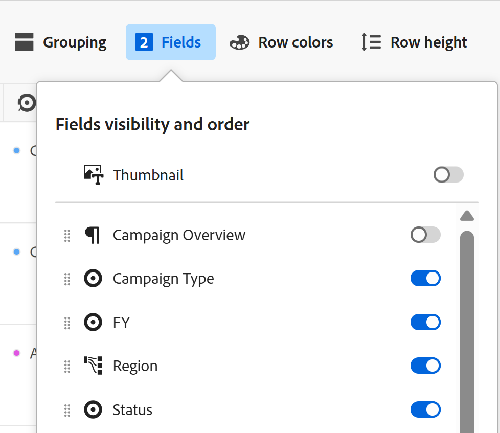 Grouping 2 Fields Row colors Row height
Fields visibility and order
Thumbnail
Campaign Overview
Campaign Type
FY
Region
Status